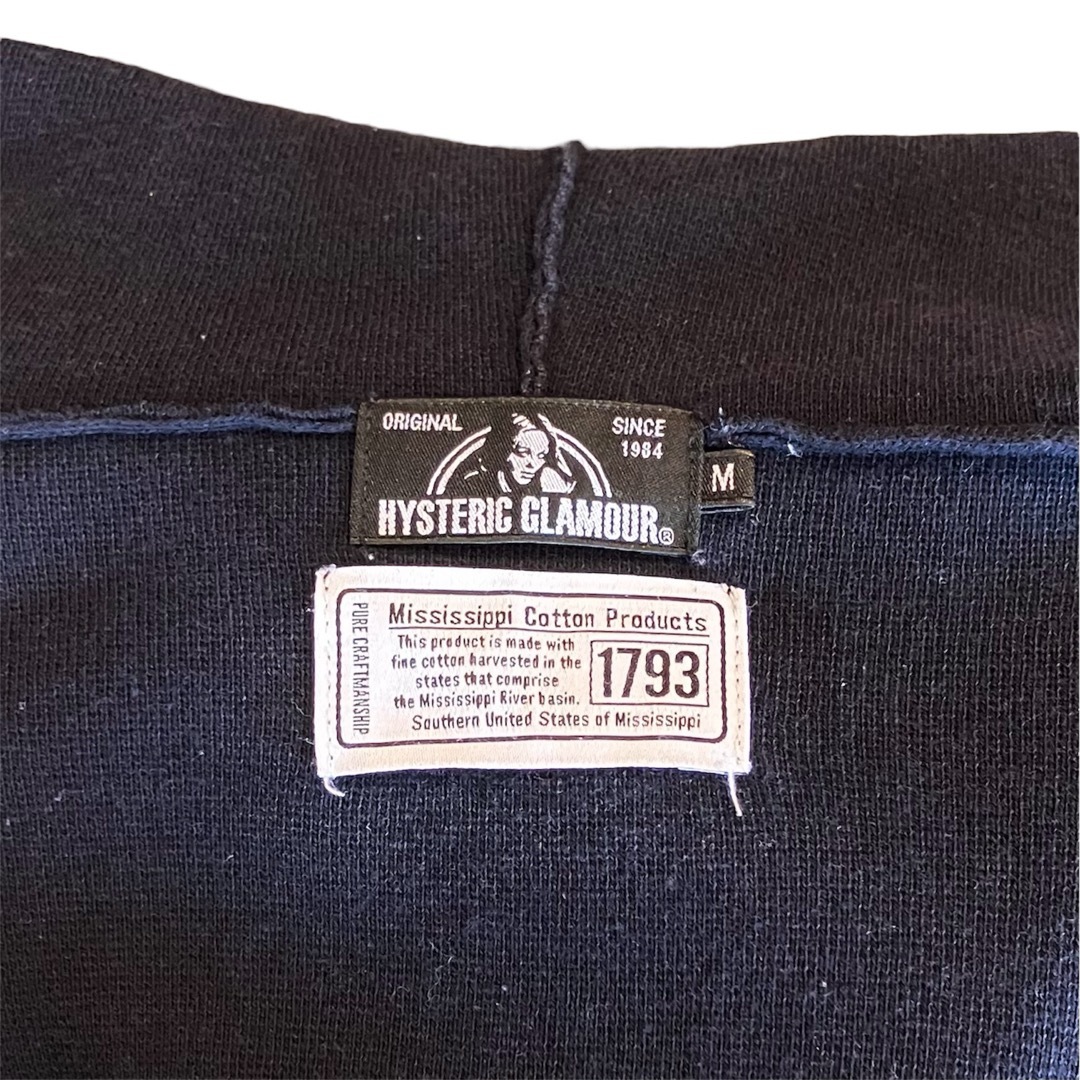 ORIGINAL
SINCE
1984
HYSTERIC GLAMOUR®
M
PURE CRAFTMANSHIP
Mississippi Cotton Products
This product is made with
fine cotton harvested in the
states that comprise
the Mississippi River basin.
1793
Southern United States of Mississippi